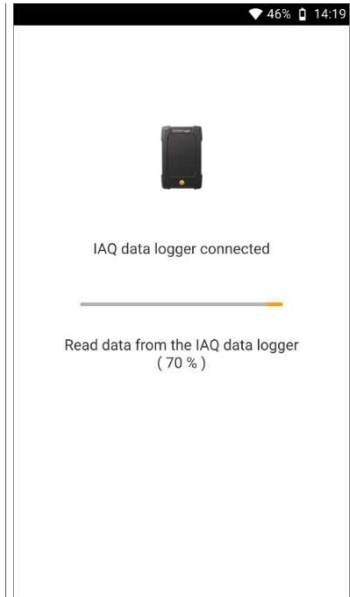 46% 14:19
IAQ data logger connected
Read data from the IAQ data logger
( 70 % )